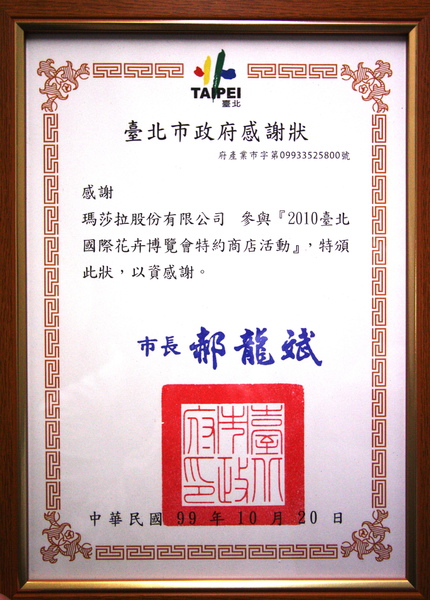 TAIPEI
臺北
臺北市政府感謝狀
府產業市字第09933525800號
感謝
瑪莎拉股份有限公司 參與『2010臺北
國際花卉博覽會特約商店活動』，特頒
此狀，以資感謝。
市長 郝龍斌
臺北市政府印
中華民國 99 年 10 月 20 日